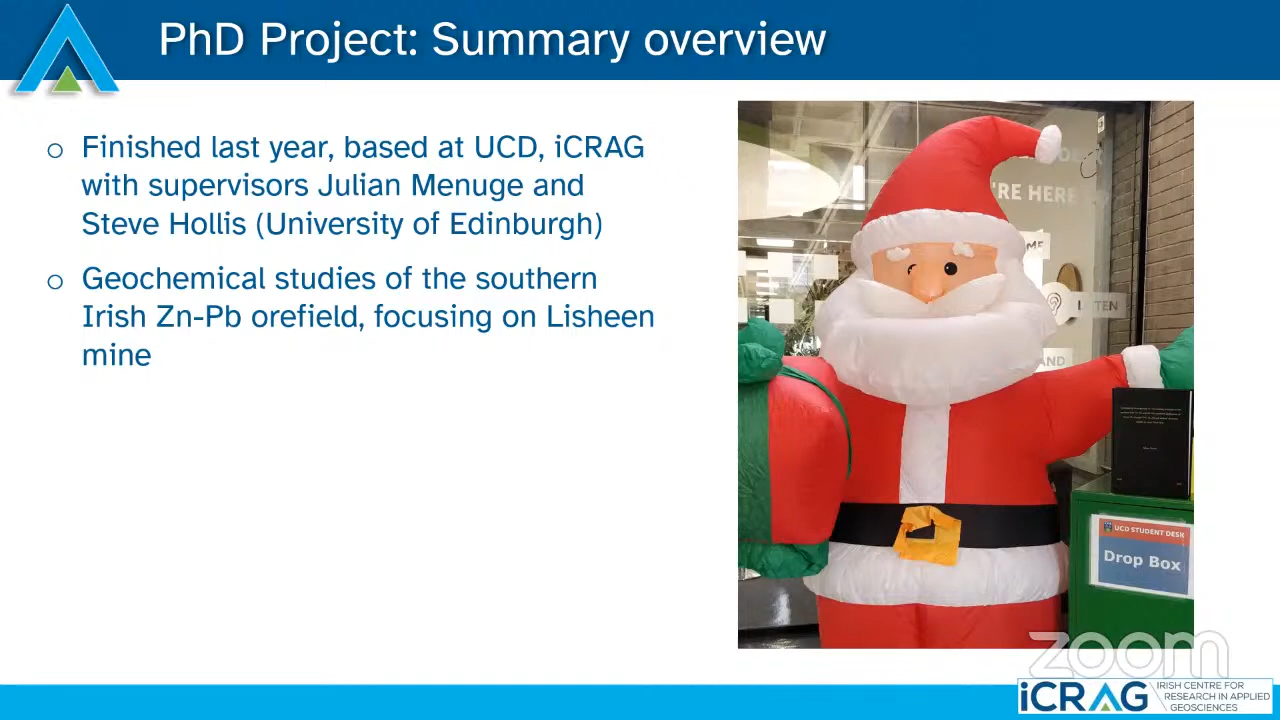 PhD Project: Summary overview
Finished last year, based at UCD, iCRAG
with supervisors Julian Menuge and
Steve Hollis (University of Edinburgh)
Geochemical studies of the southern
Irish Zn-Pb orefield, focusing on Lisheen
mine
'RE HERE
UCD STUDENT DESK
Drop Box
zoom
iCRAG
IRISH CENTRE FOR
RESEARCH IN APPLIED
GEOSCIENCES